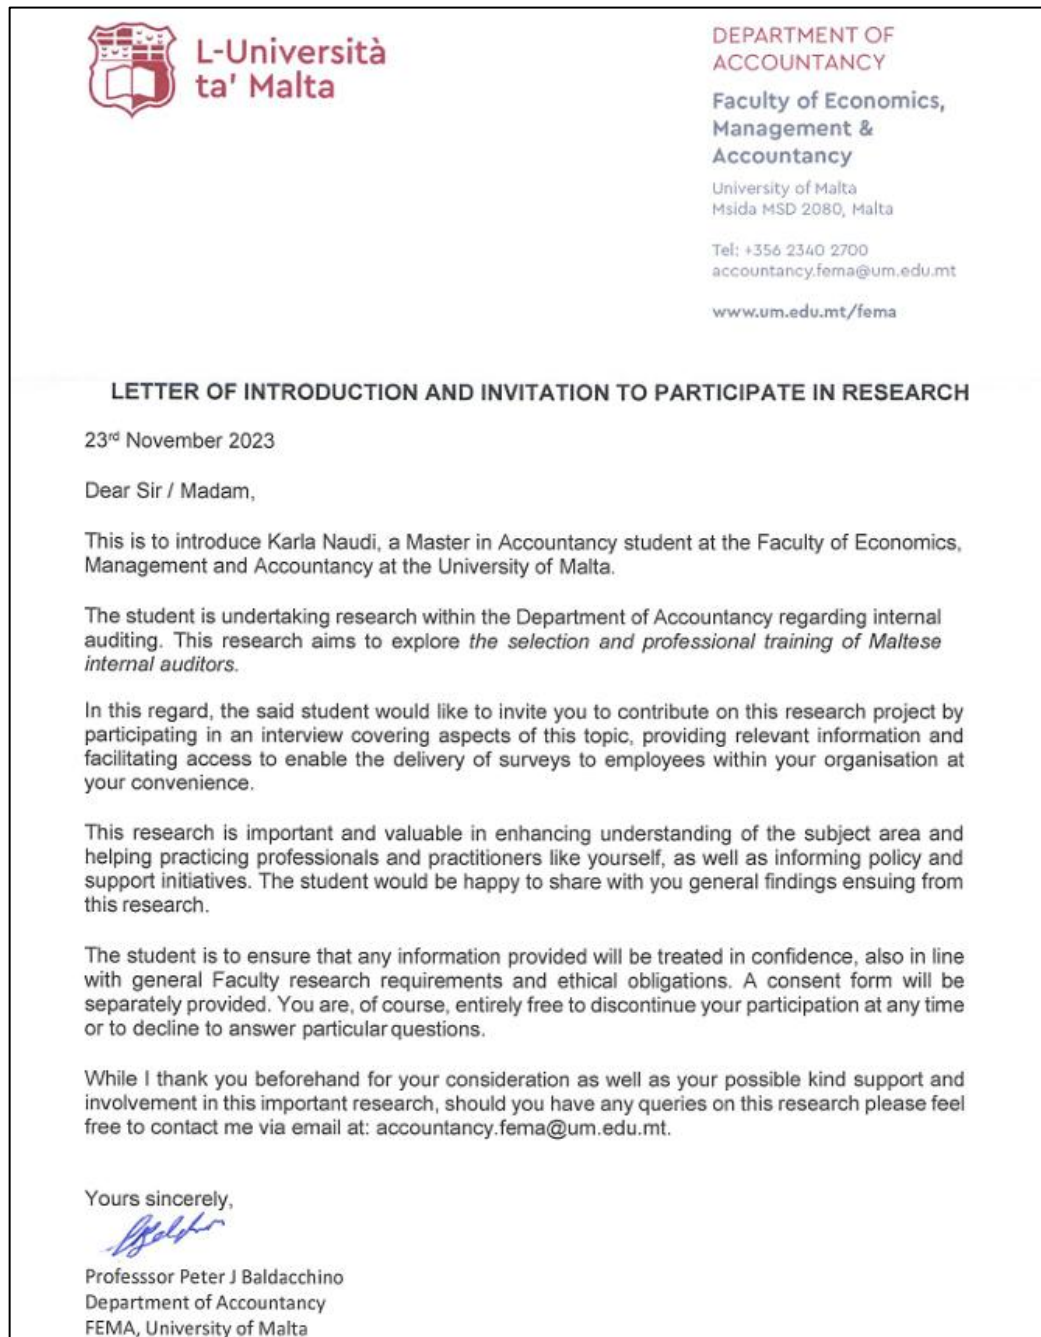 L-Università
ta' Malta
DEPARTMENT OF
ACCOUNTANCY
Faculty of Economics,
Management &
Accountancy
University of Malta
Msida MSD 2080, Malta
Tel: +356 2340 2700
accountancy.fema@um.edu.mt
www.um.edu.mt/fema
LETTER OF INTRODUCTION AND INVITATION TO PARTICIPATE IN RESEARCH
23rd November 2023
Dear Sir / Madam,
This is to introduce Karla Naudi, a Master in Accountancy student at the Faculty of Economics,
Management and Accountancy at the University of Malta.
The student is undertaking research within the Department of Accountancy regarding internal
auditing. This research aims to explore the selection and professional training of Maltese
internal auditors.
In this regard, the said student would like to invite you to contribute on this research project by
participating in an interview covering aspects of this topic, providing relevant information and
facilitating access to enable the delivery of surveys to employees within your organisation at
your convenience.
This research is important and valuable in enhancing understanding of the subject area and
helping practicing professionals and practitioners like yourself, as well as informing policy and
support initiatives. The student would be happy to share with you general findings ensuing from
this research.
The student is to ensure that any information provided will be treated in confidence, also in line
with general Faculty research requirements and ethical obligations. A consent form will be
separately provided. You are, of course, entirely free to discontinue your participation at any time
or to decline to answer particular questions.
While I thank you beforehand for your consideration as well as your possible kind support and
involvement in this important research, should you have any queries on this research please feel
free to contact me via email at: accountancy.fema@um.edu.mt.
Yours sincerely,
Professsor Peter J Baldacchino
Department of Accountancy
FEMA, University of Malta